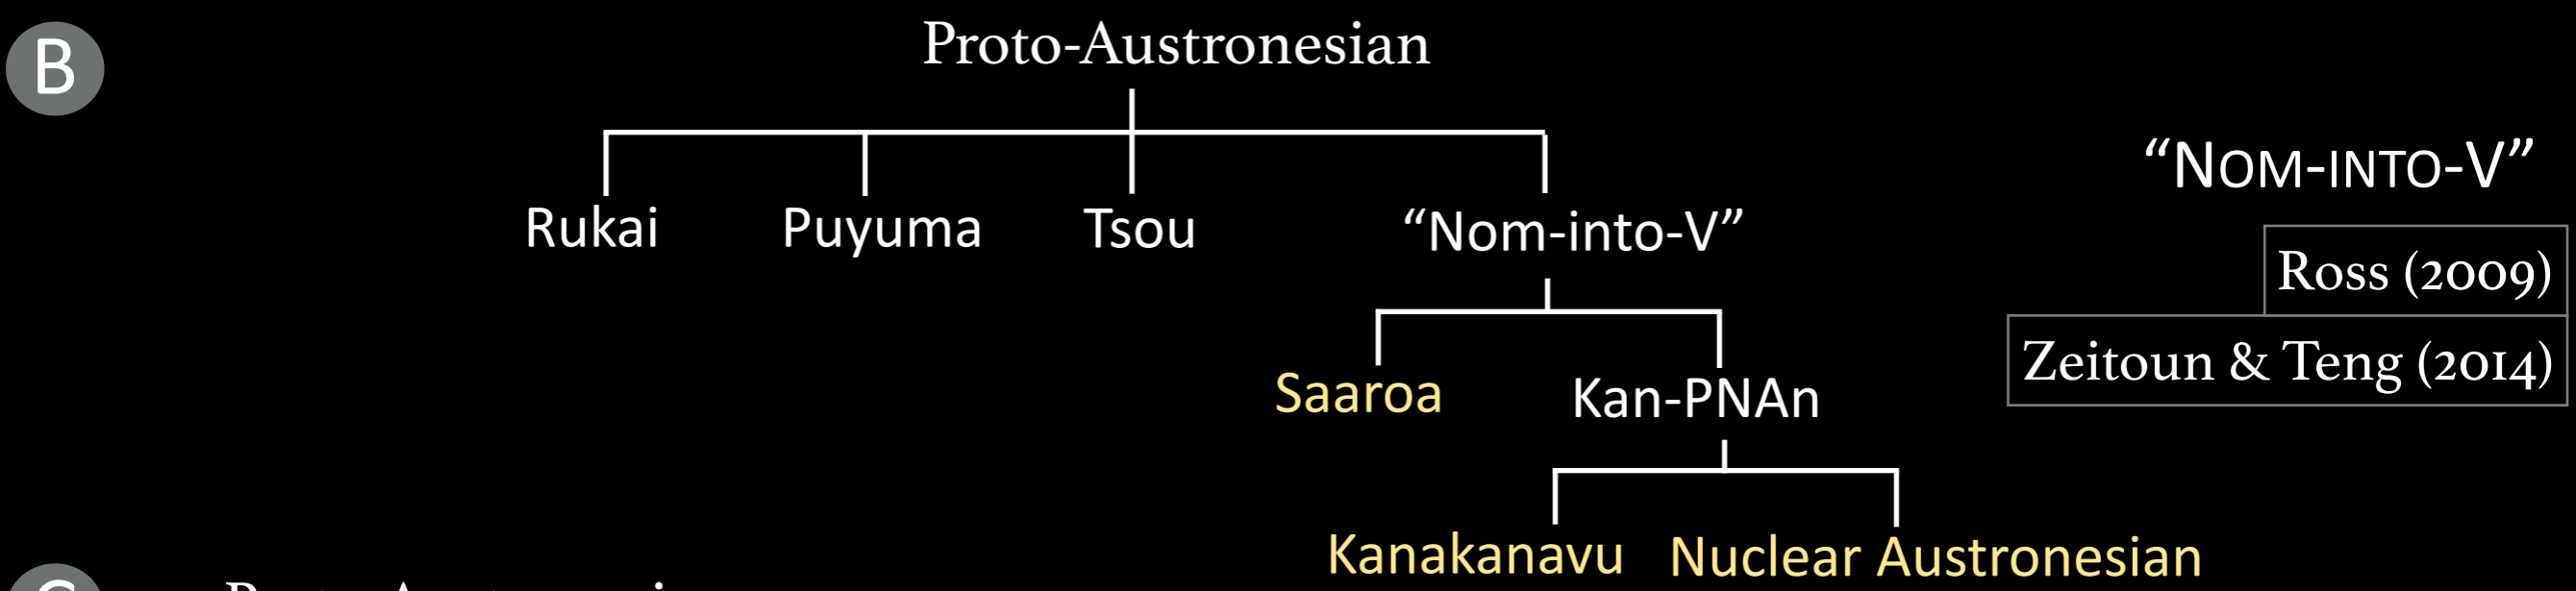 B
Proto-Austronesian
“NOM-INTO-V”
Rukai Puyuma Tsou “Nom-into-V”
Ross (2009)
Zeitoun & Teng (2014)
Saaroa Kan-PNAn
Kanakanavu Nuclear Austronesian